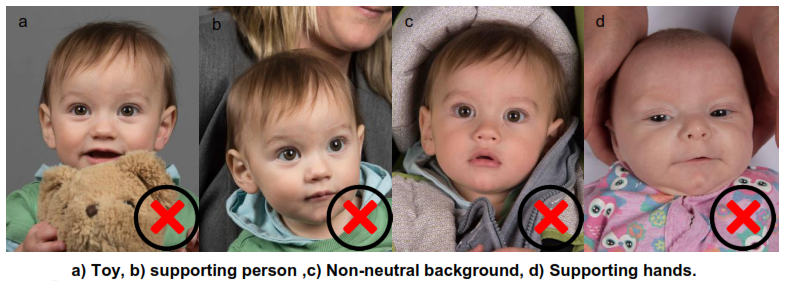 a b c d
a) Toy, b) supporting person ,c) Non-neutral background, d) Supporting hands.